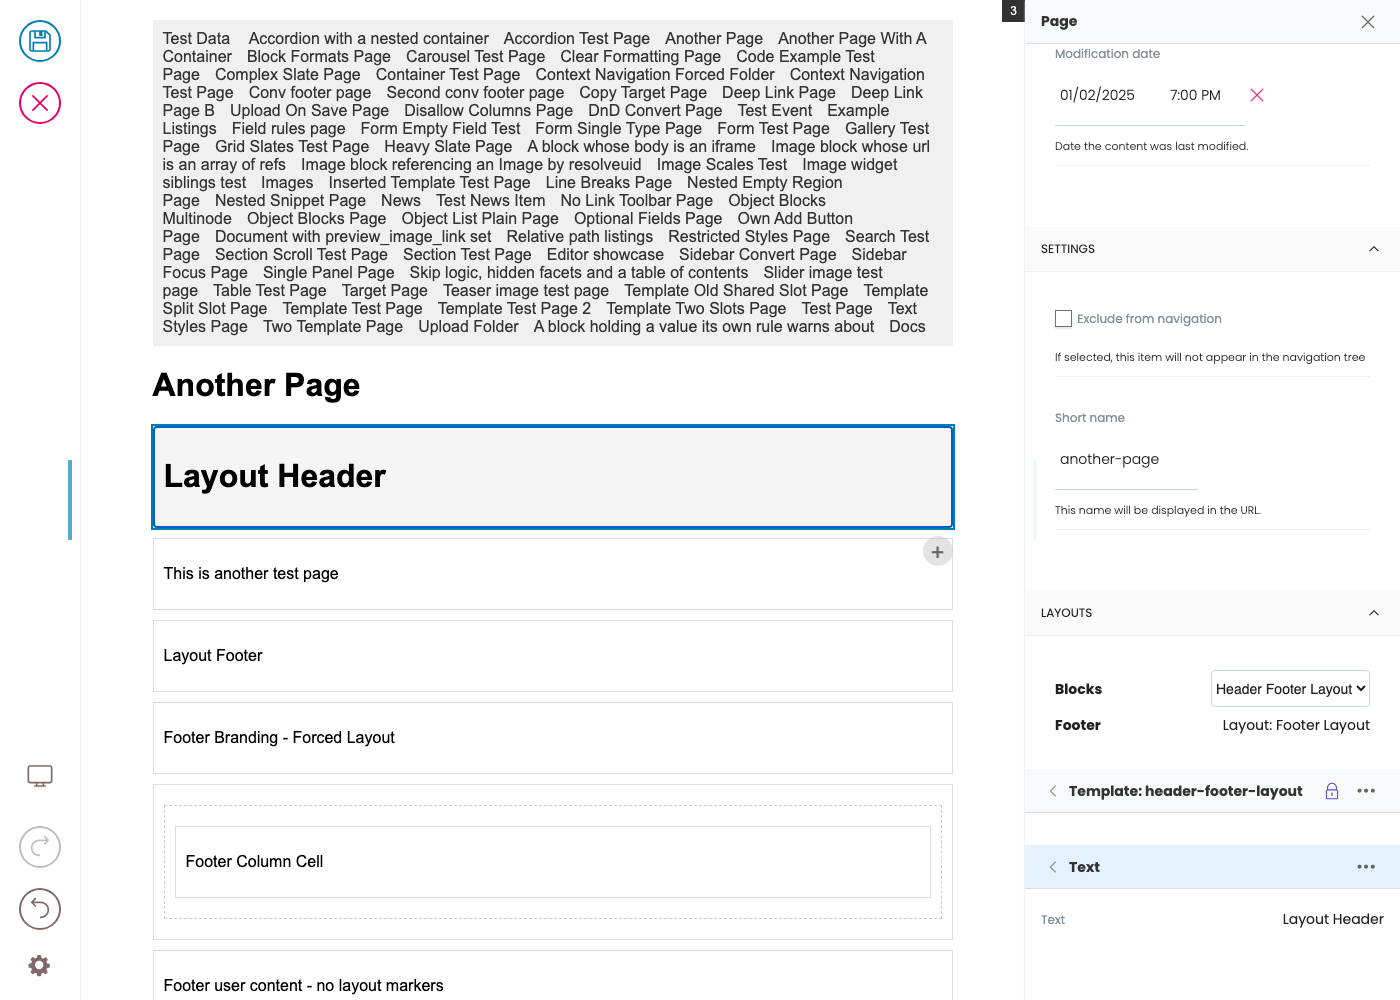 Test Data Accordion with a nested container Accordion Test Page Another Page Another Page With A
Container Block Formats Page Carousel Test Page Clear Formatting Page Code Example Test
Page Complex Slate Page Container Test Page Context Navigation Forced Folder Context Navigation
Test Page Conv footer page Second conv footer page Copy Target Page Deep Link Page Deep Link
Page B Upload On Save Page Disallow Columns Page DnD Convert Page Test Event Example
Listings Field rules page Form Empty Field Test Form Single Type Page Form Test Page Gallery Test
Page Grid Slates Test Page Heavy Slate Page A block whose body is an iframe Image block whose url
is an array of refs Image block referencing an Image by resolveuid Image Scales Test Image widget
siblings test Images Inserted Template Test Page Line Breaks Page Nested Empty Region
Page Nested Snippet Page News Test News Item No Link Toolbar Page Object Blocks
Multinode Object Blocks Page Object List Plain Page Optional Fields Page Own Add Button
Page Document with preview_image_link set Relative path listings Restricted Styles Page Search Test
Page Section Scroll Test Page Section Test Page Editor showcase Sidebar Convert Page Sidebar
Focus Page Single Panel Page Skip logic, hidden facets and a table of contents Slider image test
page Table Test Page Target Page Teaser image test page Template Old Shared Slot Page Template
Split Slot Page Template Test Page Template Test Page 2 Template Two Slots Page Test Page Text
Styles Page Two Template Page Upload Folder A block holding a value its own rule warns about Docs
Another Page
Layout Header
This is another test page
Layout Footer
Footer Branding - Forced Layout
Footer Column Cell
Footer user content - no layout markers
3
Page
Modification date
01/02/2025 7:00 PM
Date the content was last modified.
SETTINGS
Exclude from navigation
If selected, this item will not appear in the navigation tree
Short name
another-page
This name will be displayed in the URL.
LAYOUTS
Blocks Header Footer Layout
Footer Layout: Footer Layout
Template: header-footer-layout
Text
Text Layout Header